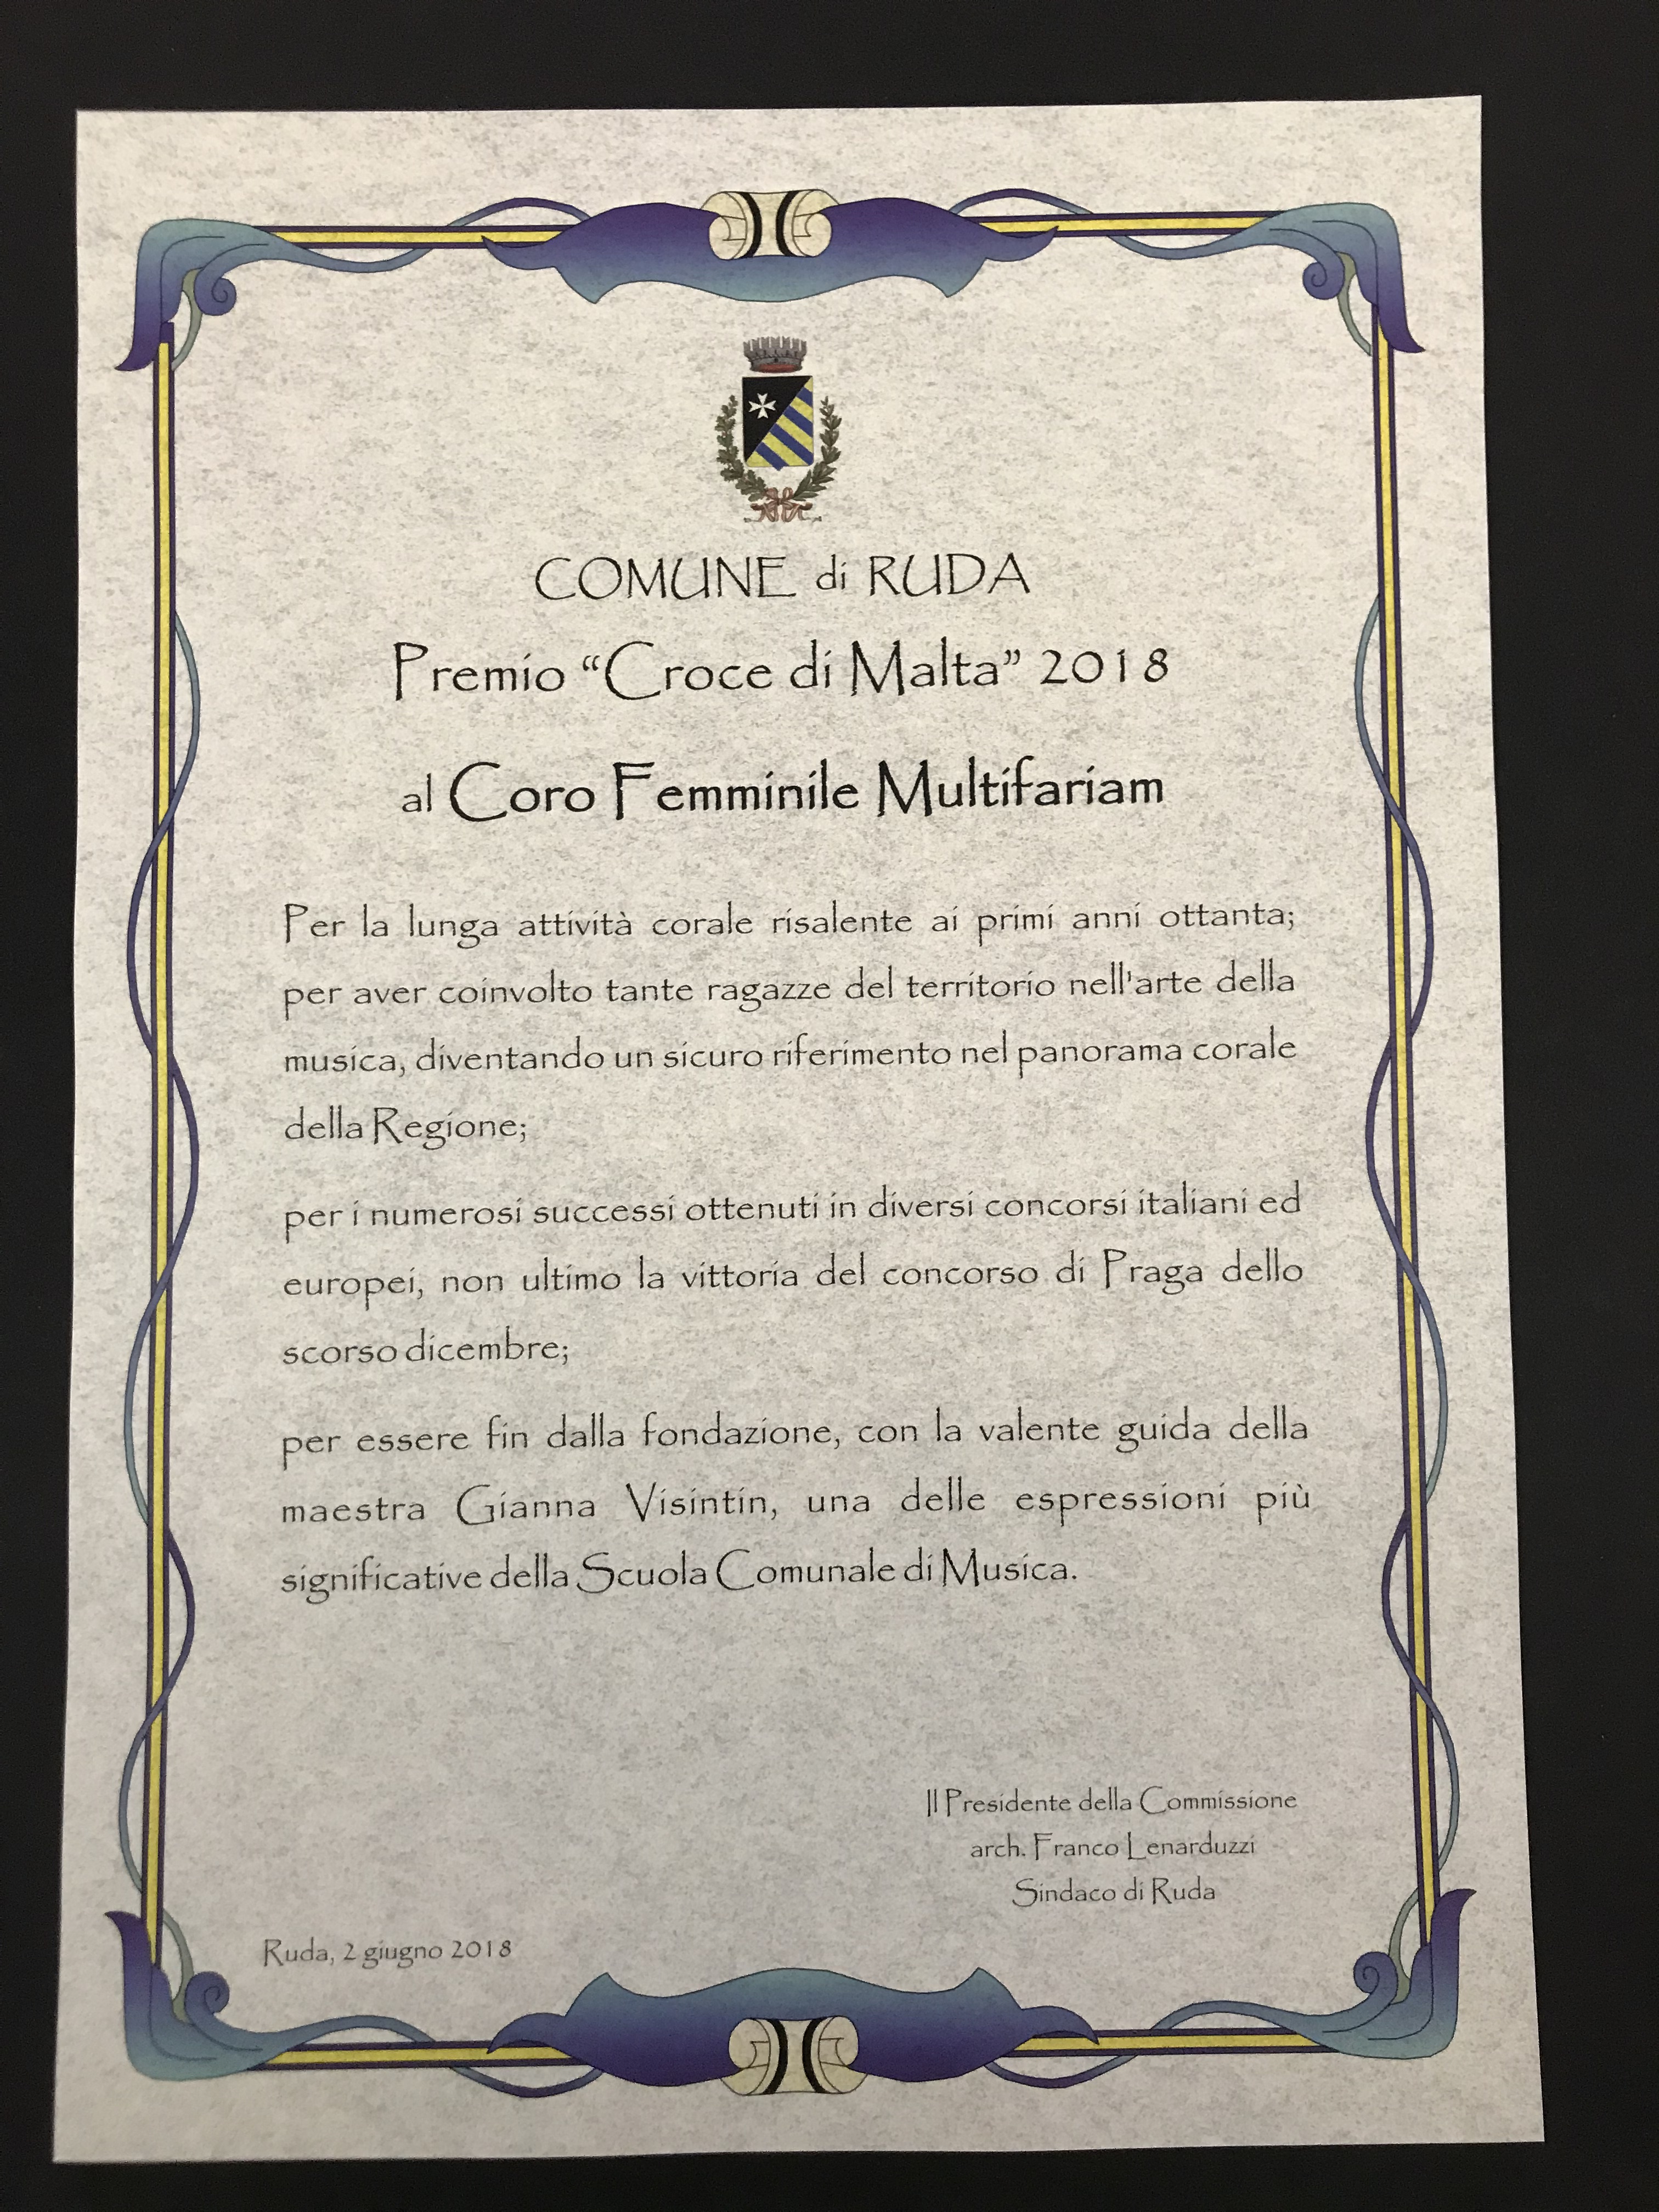 COMUNE di RUDA
Premio “Croce di Malta” 2018
al Coro Femminile Multifariam
Per la lunga attività corale risalente ai primi anni ottanta;
per aver coinvolto tante ragazze del territorio nell'arte della
musica, diventando un sicuro riferimento nel panorama corale
della Regione;
per i numerosi successi ottenuti in diversi concorsi italiani ed
europei, non ultimo la vittoria del concorso di Praga dello
scorso dicembre;
per essere fin dalla fondazione, con la valente guida della
maestra Gianna Visintin, una delle espressioni più
significative della Scuola Comunale di Musica.
Il Presidente della Commissione
arch. Franco Lenarduzzi
Sindaco di Ruda
Ruda, 2 giugno 2018